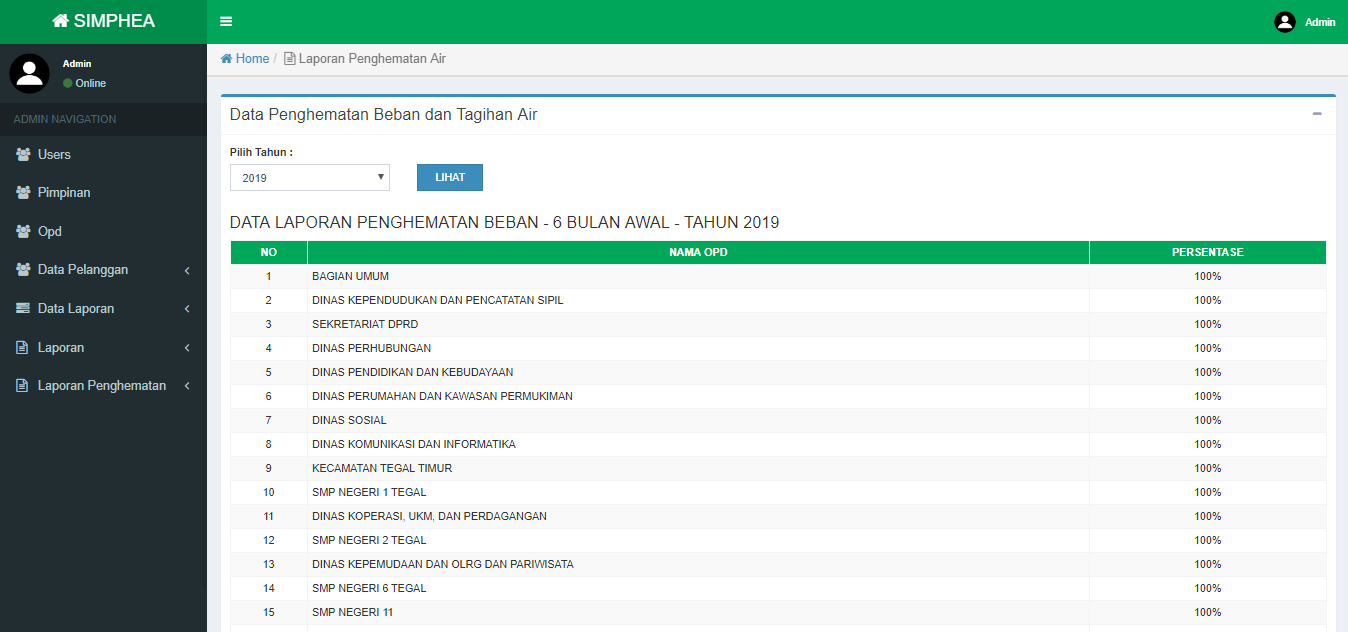 SIMPHEA
Admin
Admin
Online
ADMIN NAVIGATION
Users
Pimpinan
Opd
Data Pelanggan
Data Laporan
Laporan
Laporan Penghematan
Home / Laporan Penghematan Air
Data Penghematan Beban dan Tagihan Air
Pilih Tahun :
2019 LIHAT
DATA LAPORAN PENGHEMATAN BEBAN - 6 BULAN AWAL - TAHUN 2019
NO NAMA OPD PERSENTASE
1 BAGIAN UMUM 100%
2 DINAS KEPENDUDUKAN DAN PENCATATAN SIPIL 100%
3 SEKRETARIAT DPRD 100%
4 DINAS PERHUBUNGAN 100%
5 DINAS PENDIDIKAN DAN KEBUDAYAAN 100%
6 DINAS PERUMAHAN DAN KAWASAN PERMUKIMAN 100%
7 DINAS SOSIAL 100%
8 DINAS KOMUNIKASI DAN INFORMATIKA 100%
9 KECAMATAN TEGAL TIMUR 100%
10 SMP NEGERI 1 TEGAL 100%
11 DINAS KOPERASI, UKM, DAN PERDAGANGAN 100%
12 SMP NEGERI 2 TEGAL 100%
13 DINAS KEPEMUDAAN DAN OLRG DAN PARIWISATA 100%
14 SMP NEGERI 6 TEGAL 100%
15 SMP NEGERI 11 100%